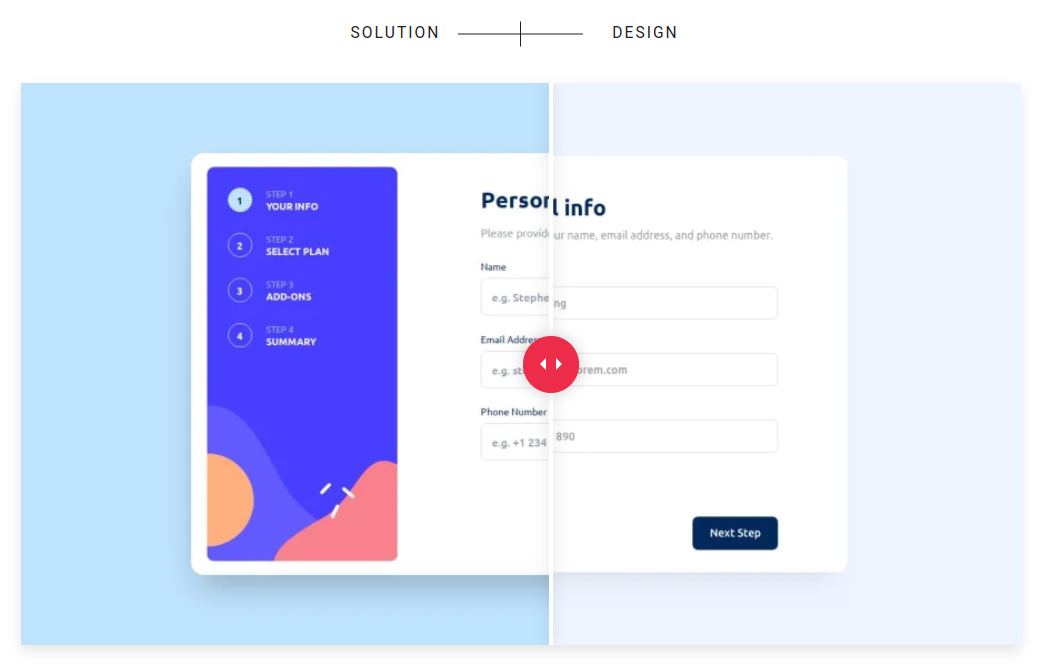 SOLUTION DESIGN
STEP 1
YOUR INFO
STEP 2
SELECT PLAN
STEP 3
ADD-ONS
STEP 4
SUMMARY
Person l info
Please provid ur name, email address, and phone number.
Name
e.g. Stephe ng
Email Addre
e.g. st orem.com
Phone Number
e.g. +1 234 890
Next Step
1
2
3
4